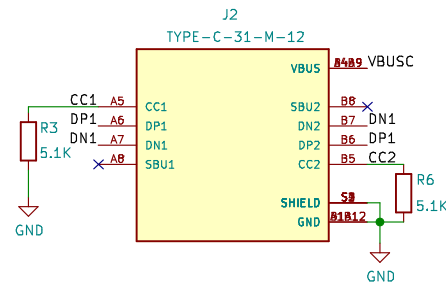 J2
TYPE-C-31-M-12
VBUS
VBUSC
CC1 A5 CC1
SBU2 B8
DP1 A6 DP1
DN2 B7 DN1
DN1 A7 DN1
DP2 B6 DP1
A8 SBU1
CC2 B5 CC2
R3
5.1K
R6
5.1K
SHIELD
GND
GND
GND